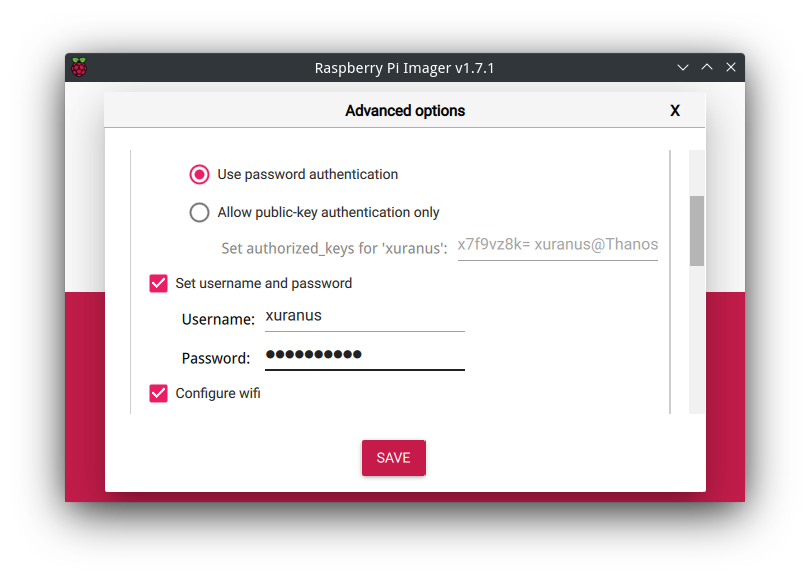 Raspberry Pi Imager v1.7.1
Advanced options X
Use password authentication
Allow public-key authentication only
Set authorized_keys for 'xuranus': x7f9vz8k= xuranus@Thanos
Set username and password
Username: xuranus
Password: ●●●●●●●●●●
Configure wifi
SAVE